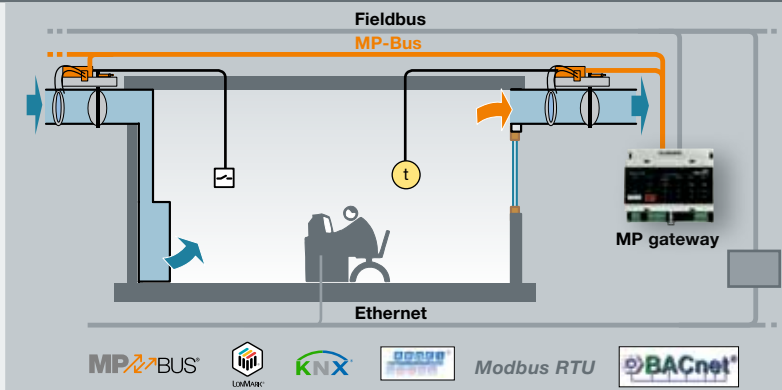 Fieldbus
MP-Bus
t
MP gateway
Ethernet
MP BUS®
LONMARK®
KNX®
Modbus RTU
BACnet®